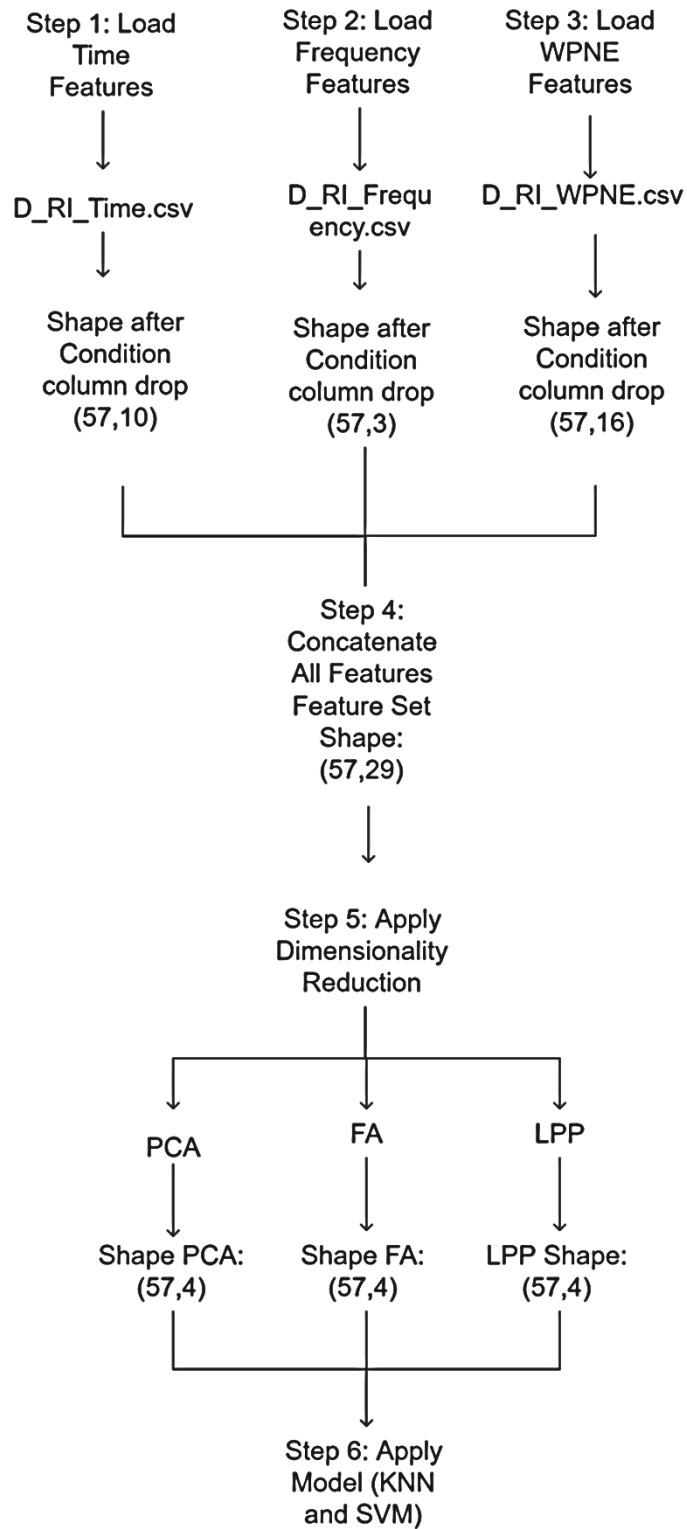 Step 1: Load
Time
Features
Step 2: Load
Frequency
Features
Step 3: Load
WPNE
Features
D_RI_Time.csv
D_RI_Frequ
ency.csv
D_RI_WPNE.csv
Shape after
Condition
column drop
(57,10)
Shape after
Condition
column drop
(57,3)
Shape after
Condition
column drop
(57,16)
Step 4:
Concatenate
All Features
Feature Set
Shape:
(57,29)
Step 5: Apply
Dimensionality
Reduction
PCA
FA
LPP
Shape PCA:
(57,4)
Shape FA:
(57,4)
LPP Shape:
(57,4)
Step 6: Apply
Model (KNN
and SVM)